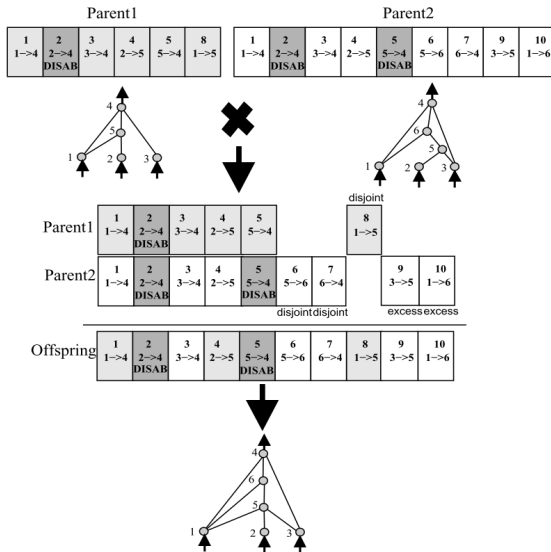 Parent1 Parent2
1 2 3 4 5 8 1 2 3 4 5 6 7 9 10
1->4 2->4 3->4 2->5 5->4 1->5 1->4 2->4 3->4 2->5 5->4 5->6 6->4 3->5 1->6
DISAB DISAB DISAB
4 4
5 6
5
1 2 3 1 2 3
disjoint
1 2 3 4 5 8
Parent1 1->4 2->4 3->4 2->5 5->4 1->5
DISAB
1 2 3 4 5 6 7 9 10
Parent2 1->4 2->4 3->4 2->5 5->4 5->6 6->4 3->5 1->6
DISAB DISAB
disjoint disjoint excess excess
1 2 3 4 5 6 7 8 9 10
Offspring 1->4 2->4 3->4 2->5 5->4 5->6 6->4 1->5 3->5 1->6
DISAB DISAB
4
6
5
1 2 3